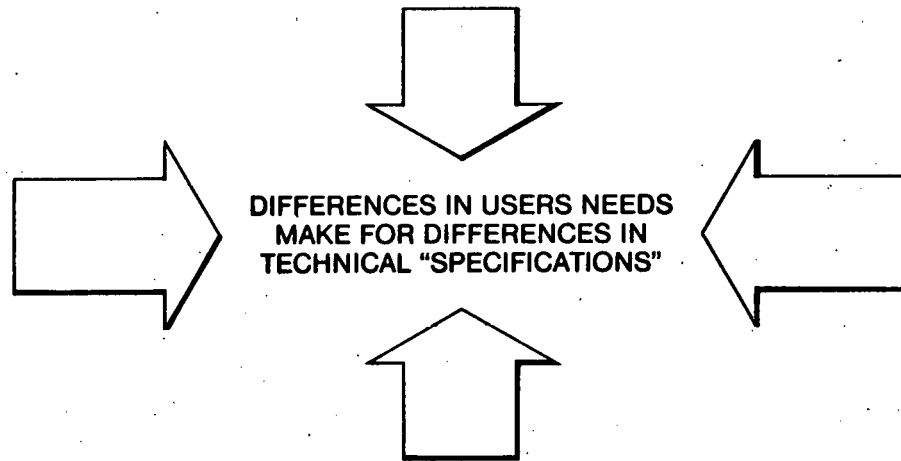 DIFFERENCES IN USERS NEEDS
MAKE FOR DIFFERENCES IN
TECHNICAL “SPECIFICATIONS”